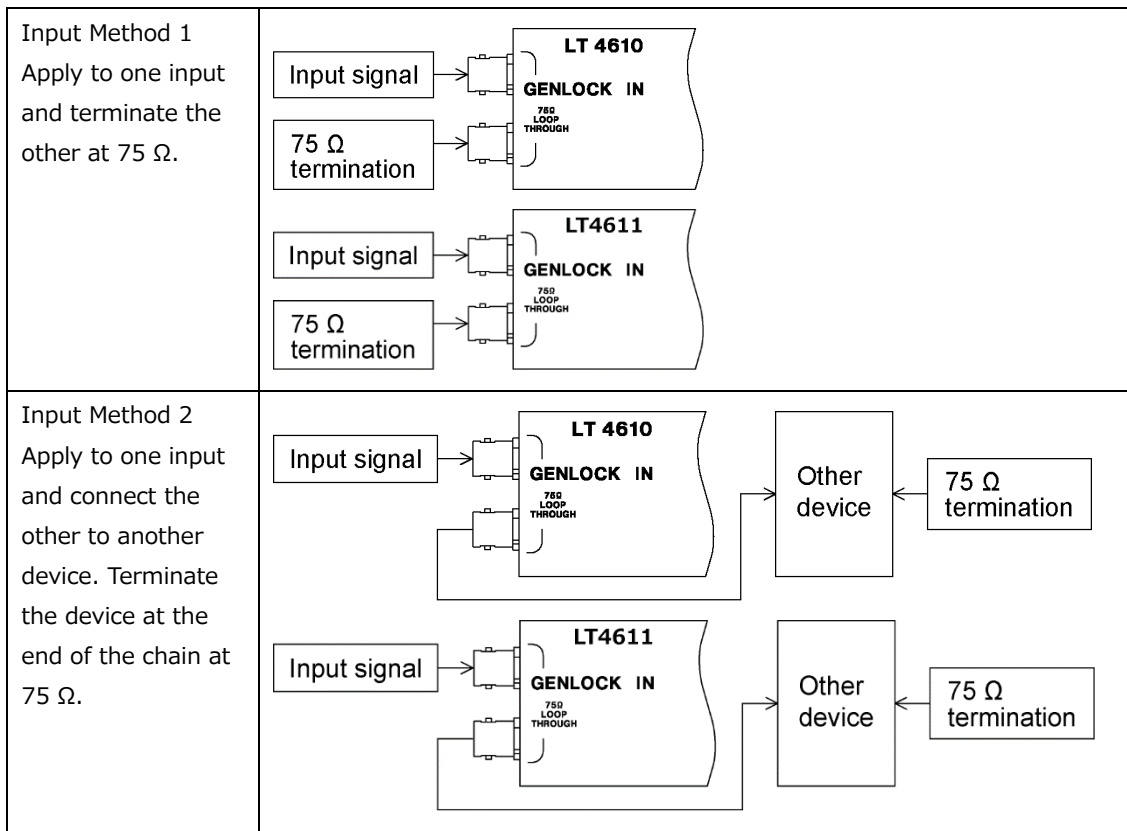 Input Method 1
Apply to one input
and terminate the
other at 75 Ω.
LT 4610
Input signal
GENLOCK IN
75Ω
LOOP
THROUGH
75 Ω
termination
LT4611
Input signal
GENLOCK IN
75Ω
LOOP
THROUGH
75 Ω
termination
Input Method 2
Apply to one input
and connect the
other to another
device. Terminate
the device at the
end of the chain at
75 Ω.
LT 4610
Input signal
GENLOCK IN
75Ω
LOOP
THROUGH
Other
device
75 Ω
termination
LT4611
Input signal
GENLOCK IN
75Ω
LOOP
THROUGH
Other
device
75 Ω
termination